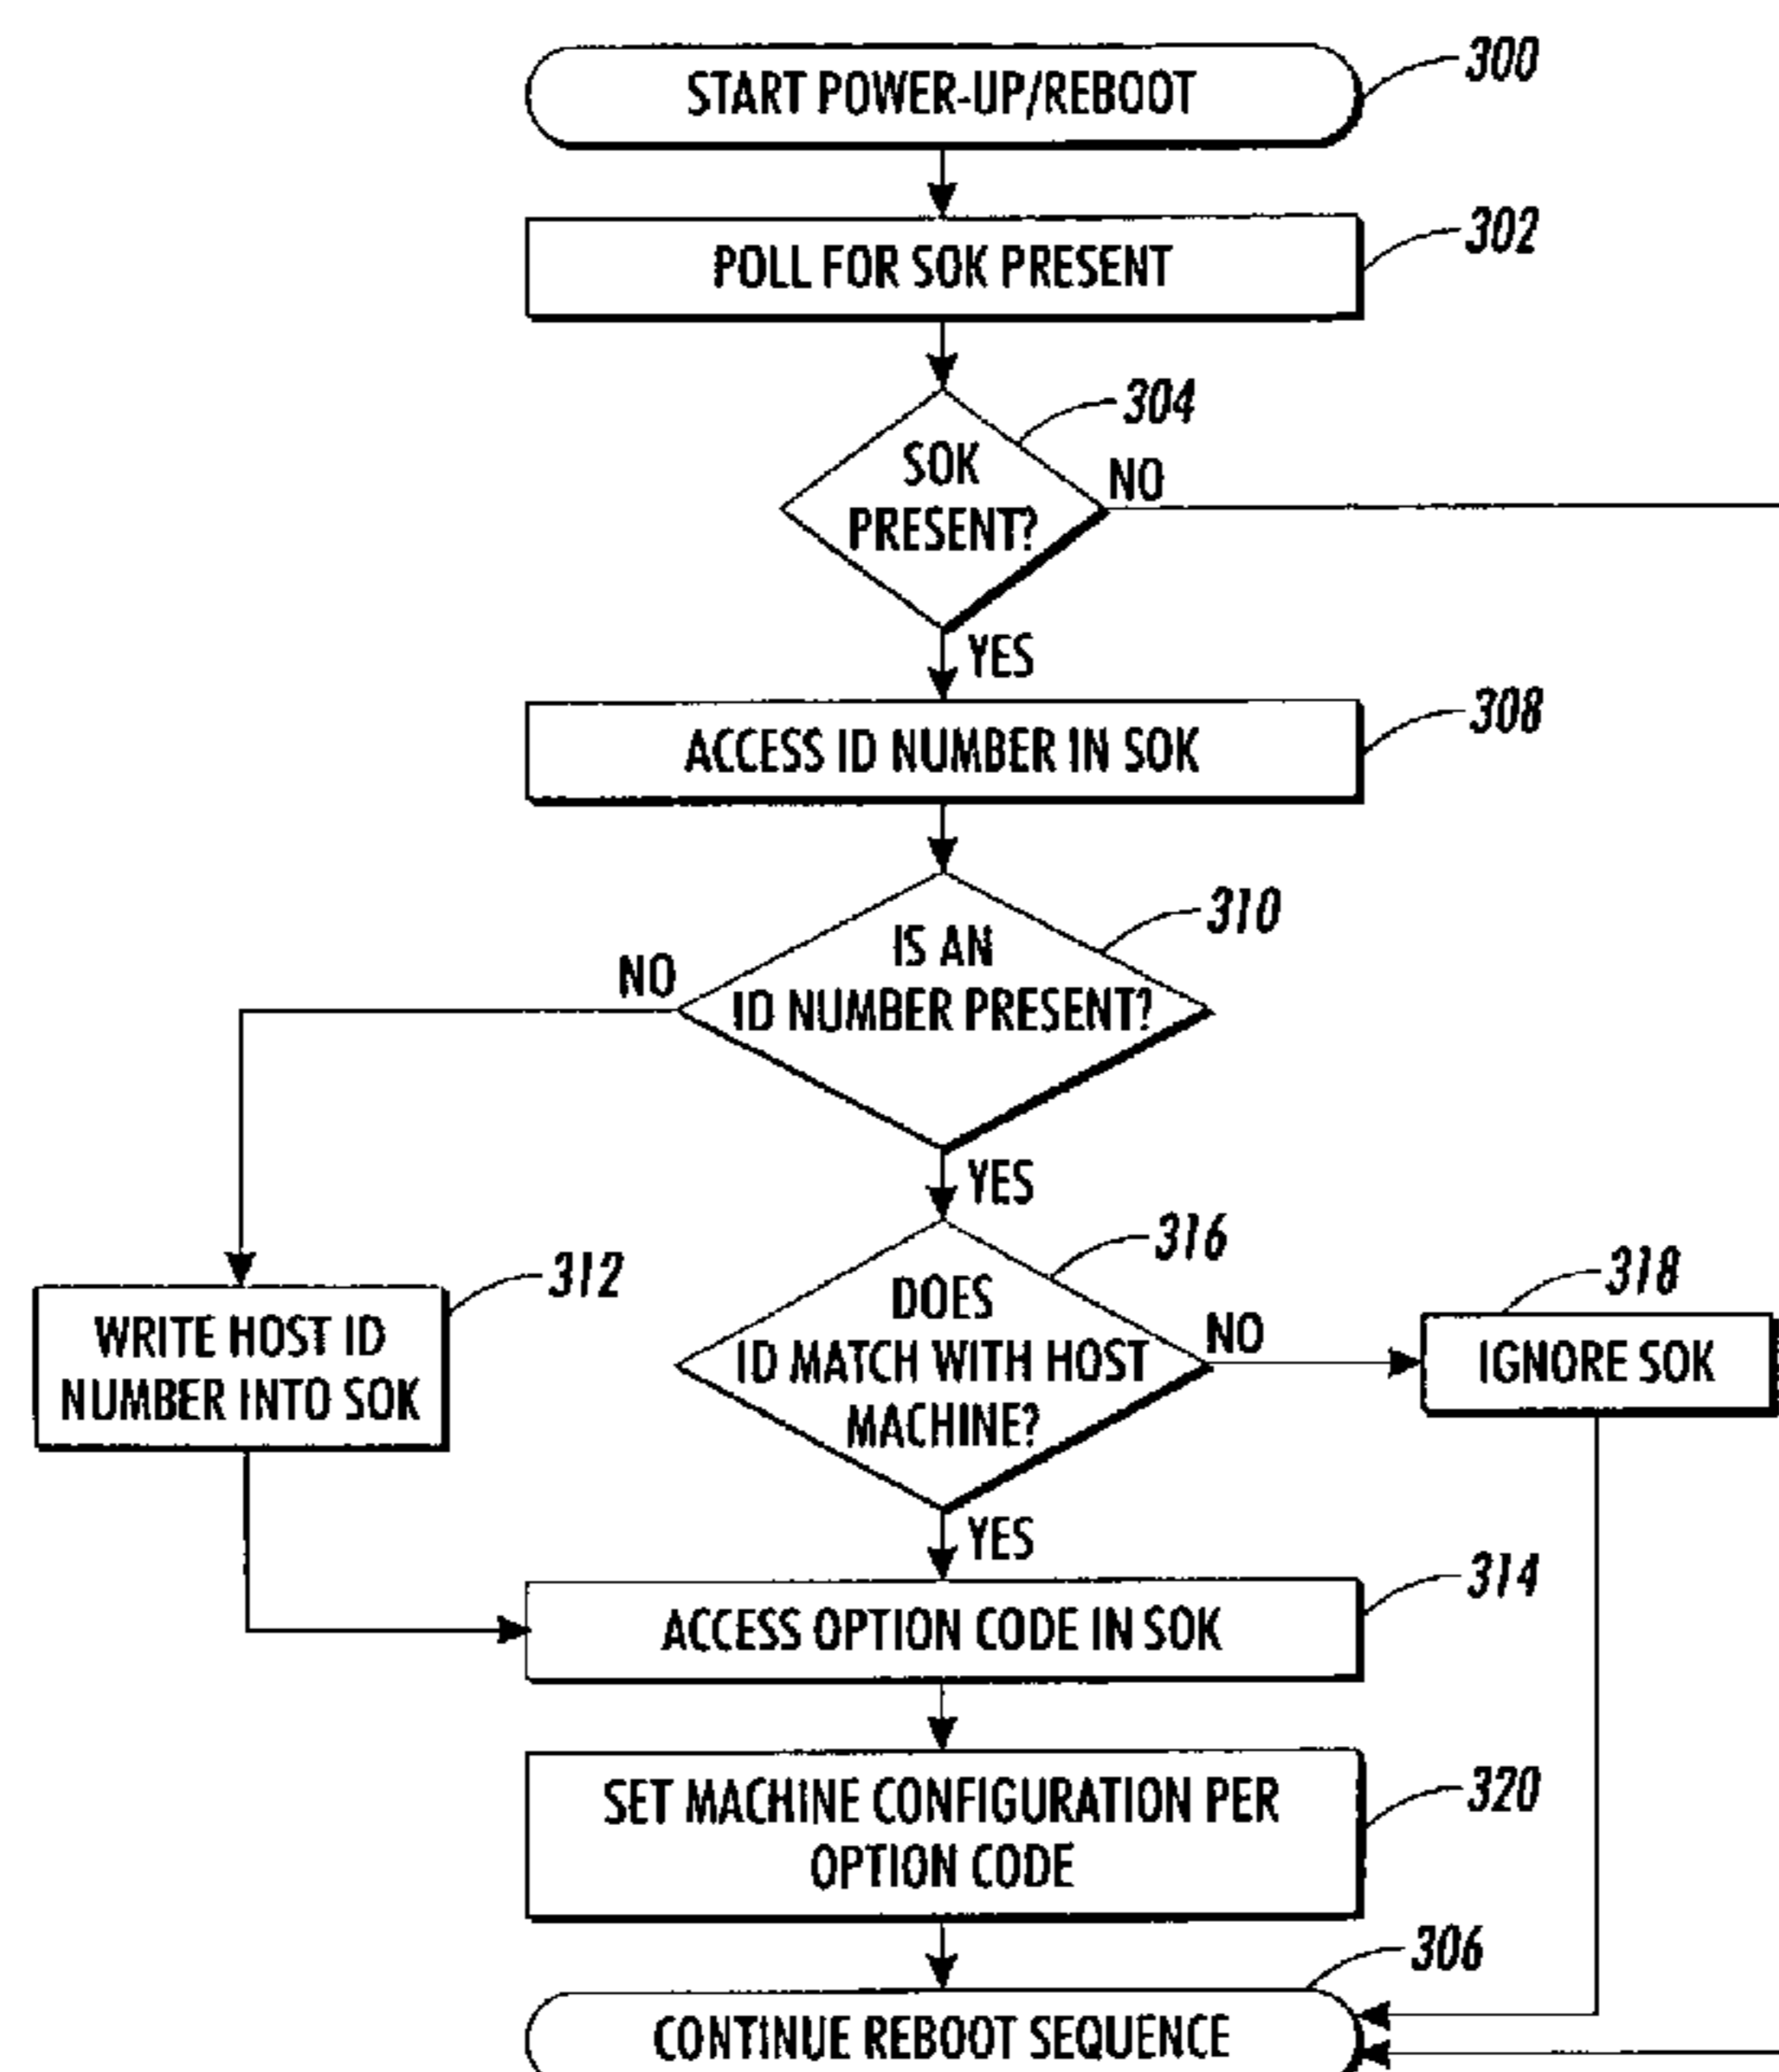 START POWER-UP/REBOOT
300
POLL FOR SOK PRESENT
302
304
SOK
PRESENT?
NO
YES
ACCESS ID NUMBER IN SOK
308
310
IS AN
ID NUMBER PRESENT?
NO
YES
312
WRITE HOST ID
NUMBER INTO SOK
316
DOES
ID MATCH WITH HOST
MACHINE?
NO
318
IGNORE SOK
YES
314
ACCESS OPTION CODE IN SOK
SET MACHINE CONFIGURATION PER
OPTION CODE
320
306
CONTINUE REBOOT SEQUENCE